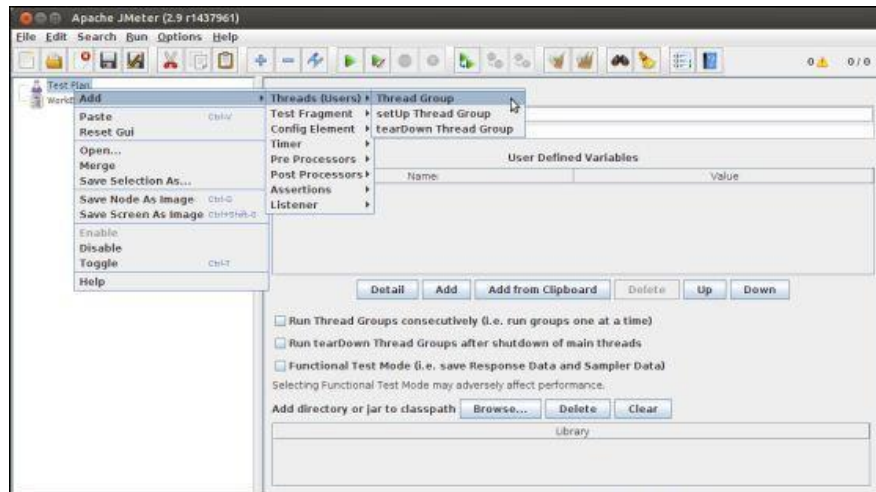 Apache JMeter (2.9 r1437961)
File Edit Search Run Options Help
0 0 / 0
Test Plan
Add Threads (Users) Thread Group
Paste Ctrl-V Test Fragment setUp Thread Group
Reset Gui Config Element tearDown Thread Group
Open... Timer
Merge Pre Processors User Defined Variables
Save Selection As... Post Processors Name: Value
Save Node As Image Ctrl-G Assertions
Save Screen As Image Ctrl+Shift-G Listener
Enable
Disable
Toggle Ctrl-T
Help
Detail Add Add from Clipboard Delete Up Down
Run Thread Groups consecutively (i.e. run groups one at a time)
Run tearDown Thread Groups after shutdown of main threads
Functional Test Mode (i.e. save Response Data and Sampler Data)
Selecting Functional Test Mode may adversely affect performance.
Add directory or jar to classpath Browse... Delete Clear
Library